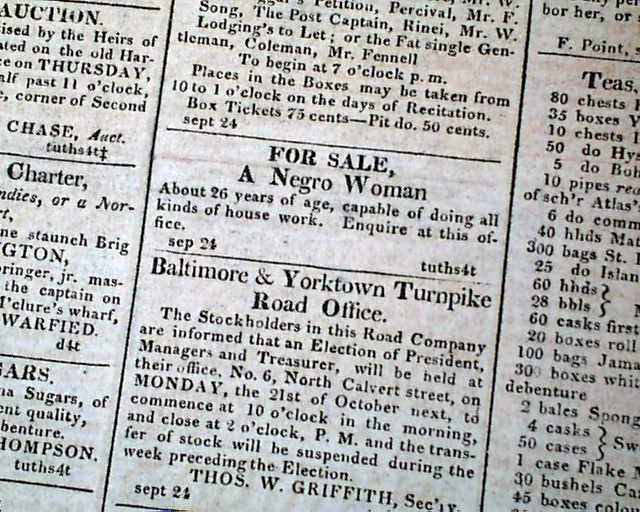 AUCTION.
ised by the Heirs of
ated on the old Har-
ce on THURSDAY,
alf past 11 o'clock,
e, corner of Second
CHASE, Auct.
tuths4t‡
Charter,
ndies, or a Nor-
rt,
ne staunch Brig
NGTON,
ringer, jr. mas-
the captain on
M'clure's wharf,
WARFIED.
d4t
GARS.
na Sugars, of
ent quality,
benture.
HOMPSON.
tuths4t
Petition, Percival, Mr. F.
Song, The Post Captain, Rinei, Mr. W.
Lodging's to Let; or the Fat single Gen-
tleman, Coleman, Mr. Fennell
To begin at 7 o'clock p. m.
Places in the Boxes may be taken from
10 to 1 o'clock on the days of Recitation.
Box Tickets 75 cents—Pit do. 50 cents.
sept 24
FOR SALE,
A Negro Woman
About 26 years of age, capable of doing all
kinds of house work. Enquire at this of-
fice.
sep 24 tuths4t
Baltimore & Yorktown Turnpike
Road Office.
The Stockholders in this Road Company
are informed that an Election of President,
Managers and Treasurer, will be held at
their office, No. 6, North Calvert street, on
MONDAY, the 21st of October next, to
commence at 10 o'clock in the morning,
and close at 2 o'clock, P. M. and the trans-
fer of stock will be suspended during the
week preceding the Election.
THOS. W. GRIFFITH, Sec'ry.
sept 24
bor her, or
F. Point,
Teas,
80 chests
35 boxes Y
10 chests
50 do Hys
5 do Boh
10 pipes rea
of sch'r Atlas's
6 do comm
40 hhds Mat
300 bags St.
25 do Islan
60 hhds }
28 bbls }
60 casks first
20 boxes roll
100 bags Jama
300 boxes whi
debenture
2 bales Spong
4 casks }
50 cases } Sw
1 case Flake
30 bushels Ca
45 boxes colou